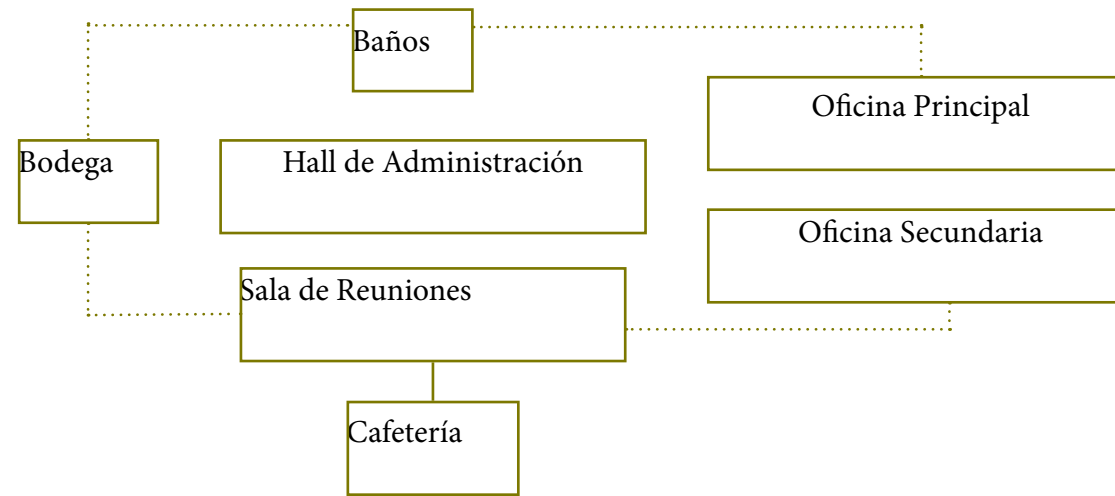 Baños
Oficina Principal
Bodega
Hall de Administración
Oficina Secundaria
Sala de Reuniones
Cafetería